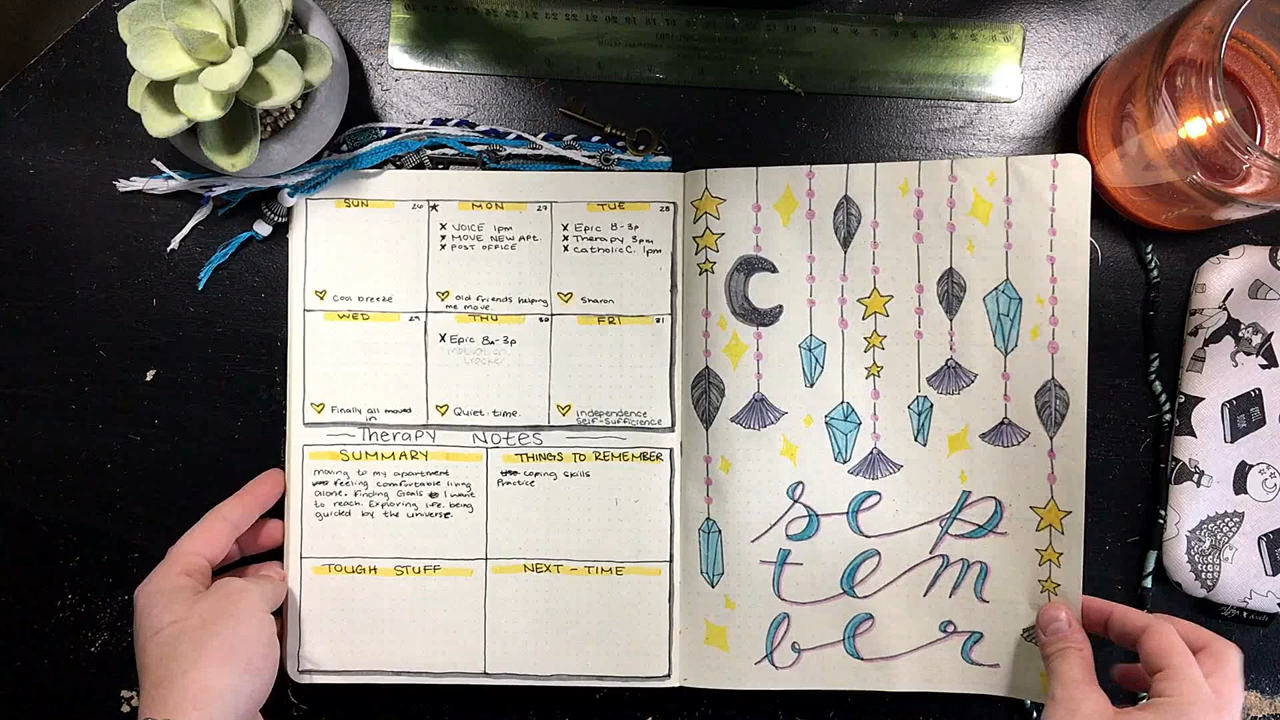 SUN 26
Cool breeze
MON 27
x VOICE 1pm
x MOVE NEW APT.
x POST OFFICE
Old friends helping
me move.
TUE 28
x Epic 8-3p
x Therapy 3pm
x Catholic C. 1pm
Sharon
WED 29
Finally all moved
in
THU 30
x Epic 8a-3p
motivation
tracker
Quiet time.
FRI 31
Independence
self-sufficience
Therapy Notes
SUMMARY
moving to my apartment
feeling comfortable living
alone. Finding Goals I want
to reach. Exploring life. being
guided by the universe.
THINGS TO REMEMBER
use coping skills
Practice
TOUGH STUFF
NEXT-TIME
sep
tem
ber